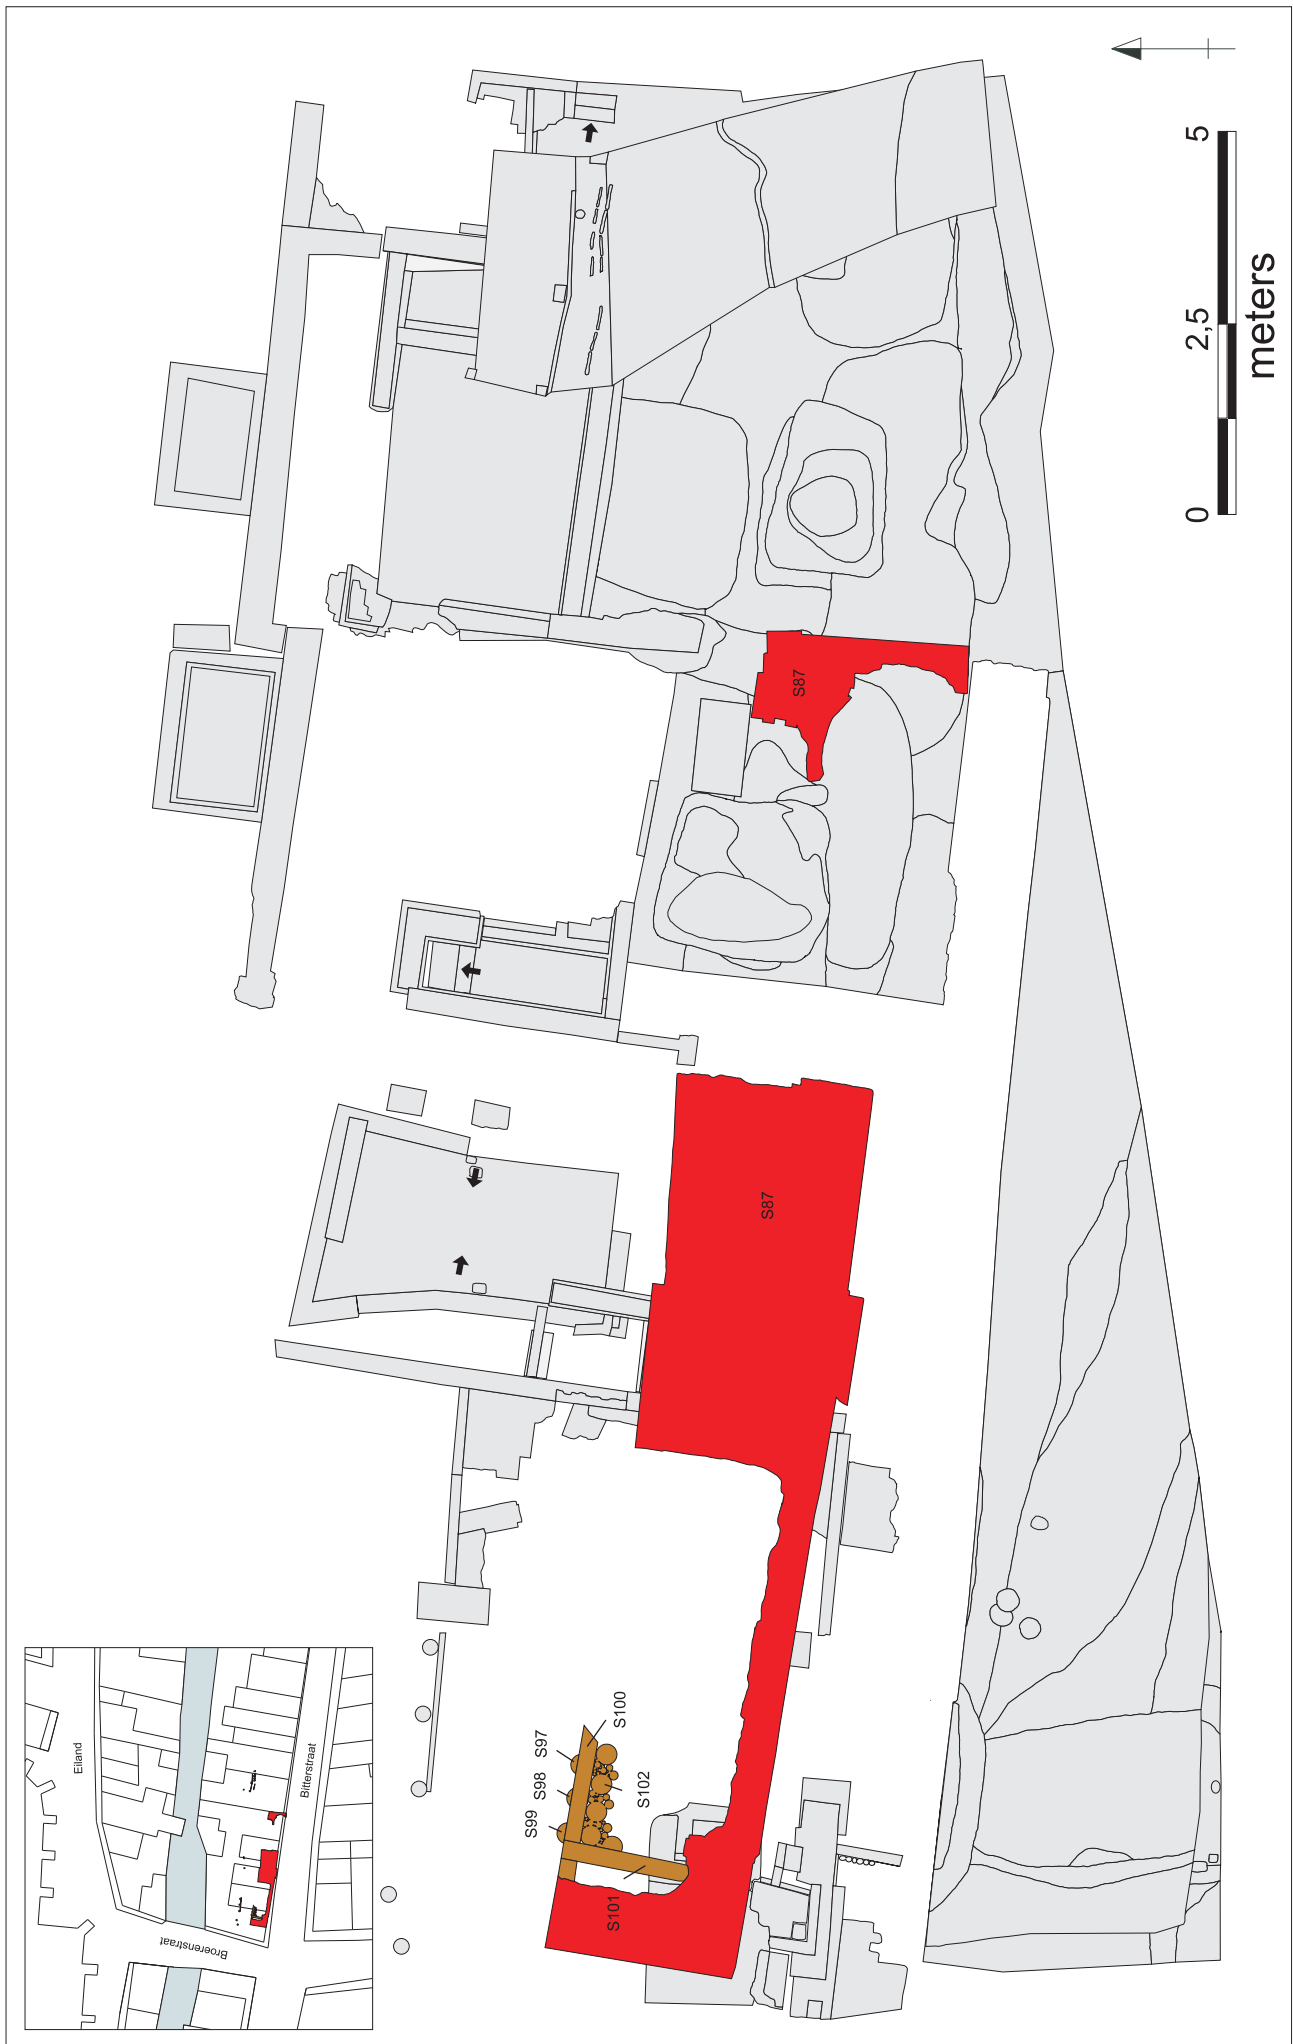 S97
S98
S99
S100
S102
S101
S87
S87
0
2,5
5
meters
Eiland
Bitterstraat
Broerenstraat